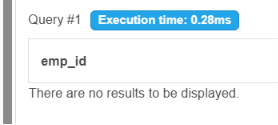 Query #1 Execution time: 0.28ms
emp_id
There are no results to be displayed.